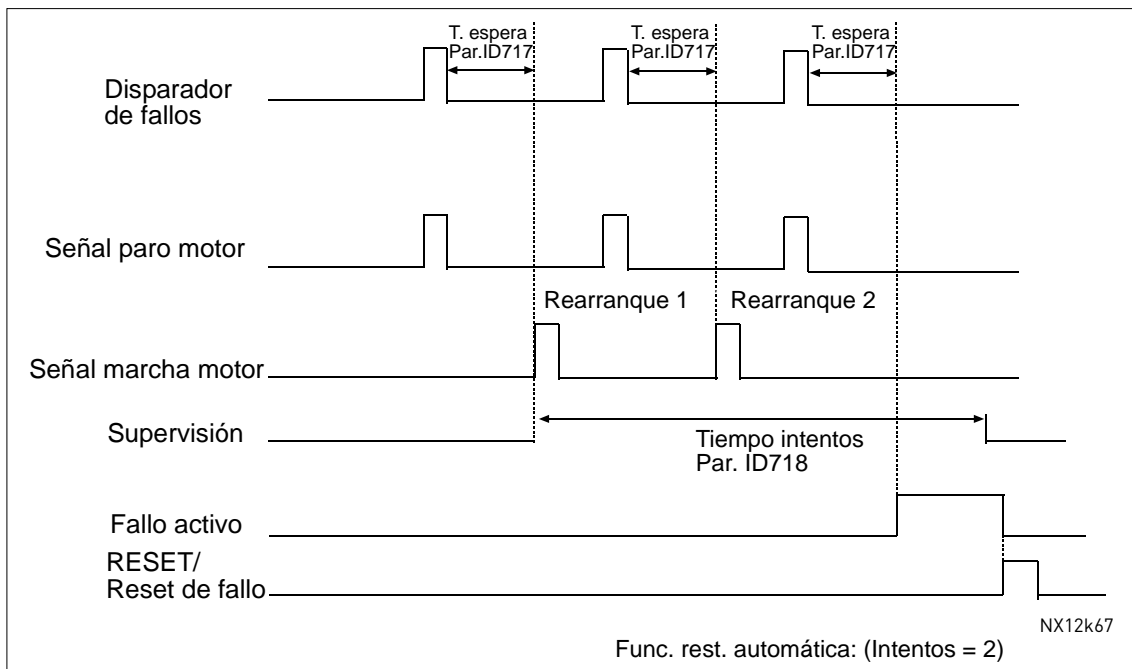 T. espera
Par.ID717
T. espera
Par.ID717
T. espera
Par.ID717
Disparador
de fallos
Señal paro motor
Rearranque 1
Rearranque 2
Señal marcha motor
Supervisión
Tiempo intentos
Par. ID718
Fallo activo
RESET/
Reset de fallo
NX12k67
Func. rest. automática: (Intentos = 2)